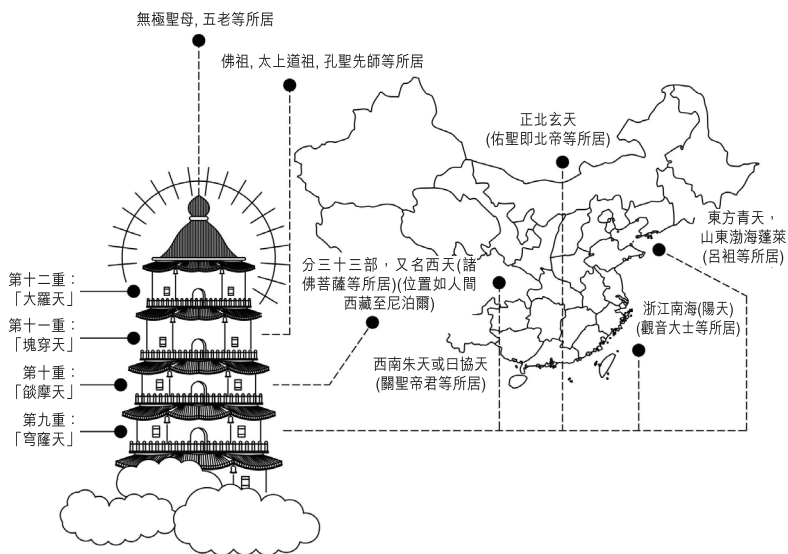 無極聖母, 五老等所居
佛祖, 太上道祖, 孔聖先師等所居
正北玄天
(佑聖即北帝等所居)
東方青天，
山東渤海蓬萊
(呂祖等所居)
分三十三部，又名西天(諸
佛菩薩等所居)(位置如人間
西藏至尼泊爾)
浙江南海(陽天)
(觀音大士等所居)
西南朱天或曰協天
(關聖帝君等所居)
第十二重：
「大羅天」
第十一重：
「塊穿天」
第十重：
「燄摩天」
第九重：
「穹窿天」